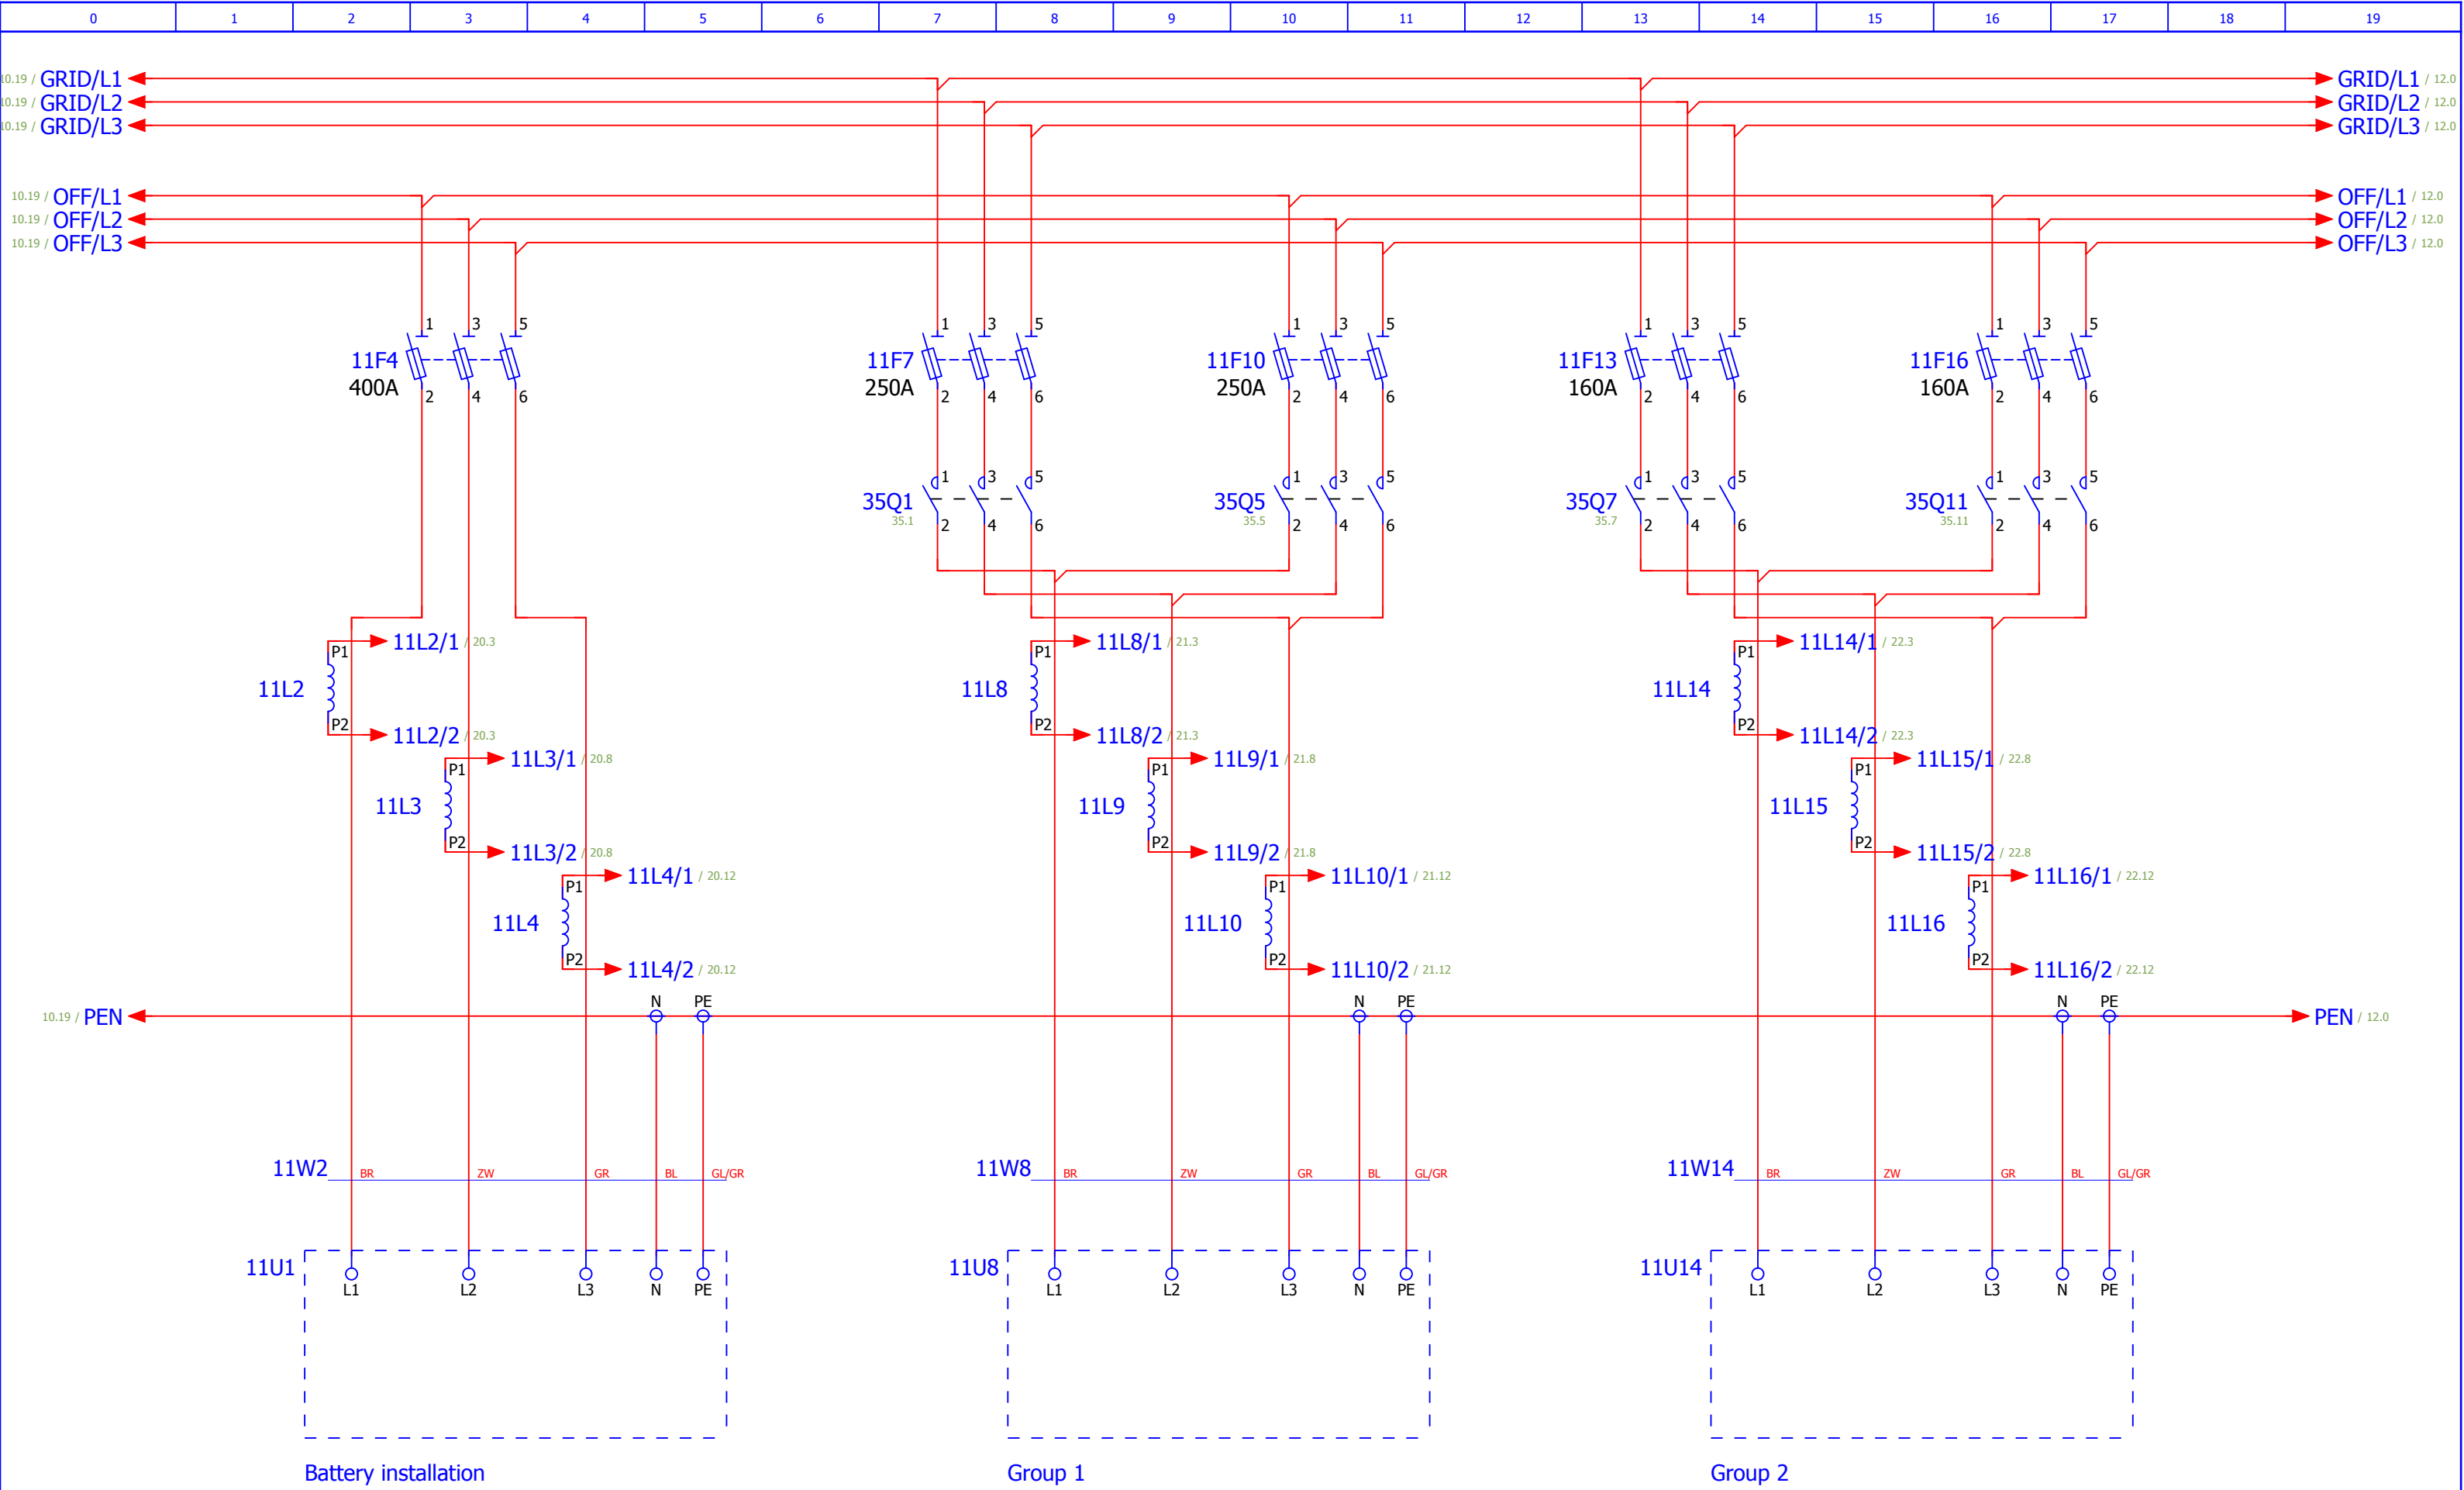 0 1 2 3 4 5 6 7 8 9 10 11 12 13 14 15 16 17 18 19
10.19 / GRID/L1 GRID/L1 / 12.0
10.19 / GRID/L2 GRID/L2 / 12.0
10.19 / GRID/L3 GRID/L3 / 12.0
10.19 / OFF/L1 OFF/L1 / 12.0
10.19 / OFF/L2 OFF/L2 / 12.0
10.19 / OFF/L3 OFF/L3 / 12.0
1 3 5 1 3 5 1 3 5 1 3 5 1 3 5
11F4 11F7 11F10 11F13 11F16
400A 250A 250A 160A 160A
2 4 6 2 4 6 2 4 6 2 4 6 2 4 6
1 3 5 1 3 5 1 3 5 1 3 5
35Q1 35Q5 35Q7 35Q11
35.1 35.5 35.7 35.11
2 4 6 2 4 6 2 4 6 2 4 6
11L2/1 / 20.3 11L8/1 / 21.3 11L14/1 / 22.3
P1 P1 P1
11L2 11L8 11L14
P2 P2 P2
11L2/2 / 20.3 11L8/2 / 21.3 11L14/2 / 22.3
11L3/1 / 20.8 11L9/1 / 21.8 11L15/1 / 22.8
P1 P1 P1
11L3 11L9 11L15
P2 P2 P2
11L3/2 / 20.8 11L9/2 / 21.8 11L15/2 / 22.8
11L4/1 / 20.12 11L10/1 / 21.12 11L16/1 / 22.12
P1 P1 P1
11L4 11L10 11L16
P2 P2 P2
11L4/2 / 20.12 11L10/2 / 21.12 11L16/2 / 22.12
N PE N PE N PE
10.19 / PEN PEN / 12.0
11W2 BR ZW GR BL GL/GR 11W8 BR ZW GR BL GL/GR 11W14 BR ZW GR BL GL/GR
11U1 11U8 11U14
L1 L2 L3 N PE L1 L2 L3 N PE L1 L2 L3 N PE
Battery installation Group 1 Group 2